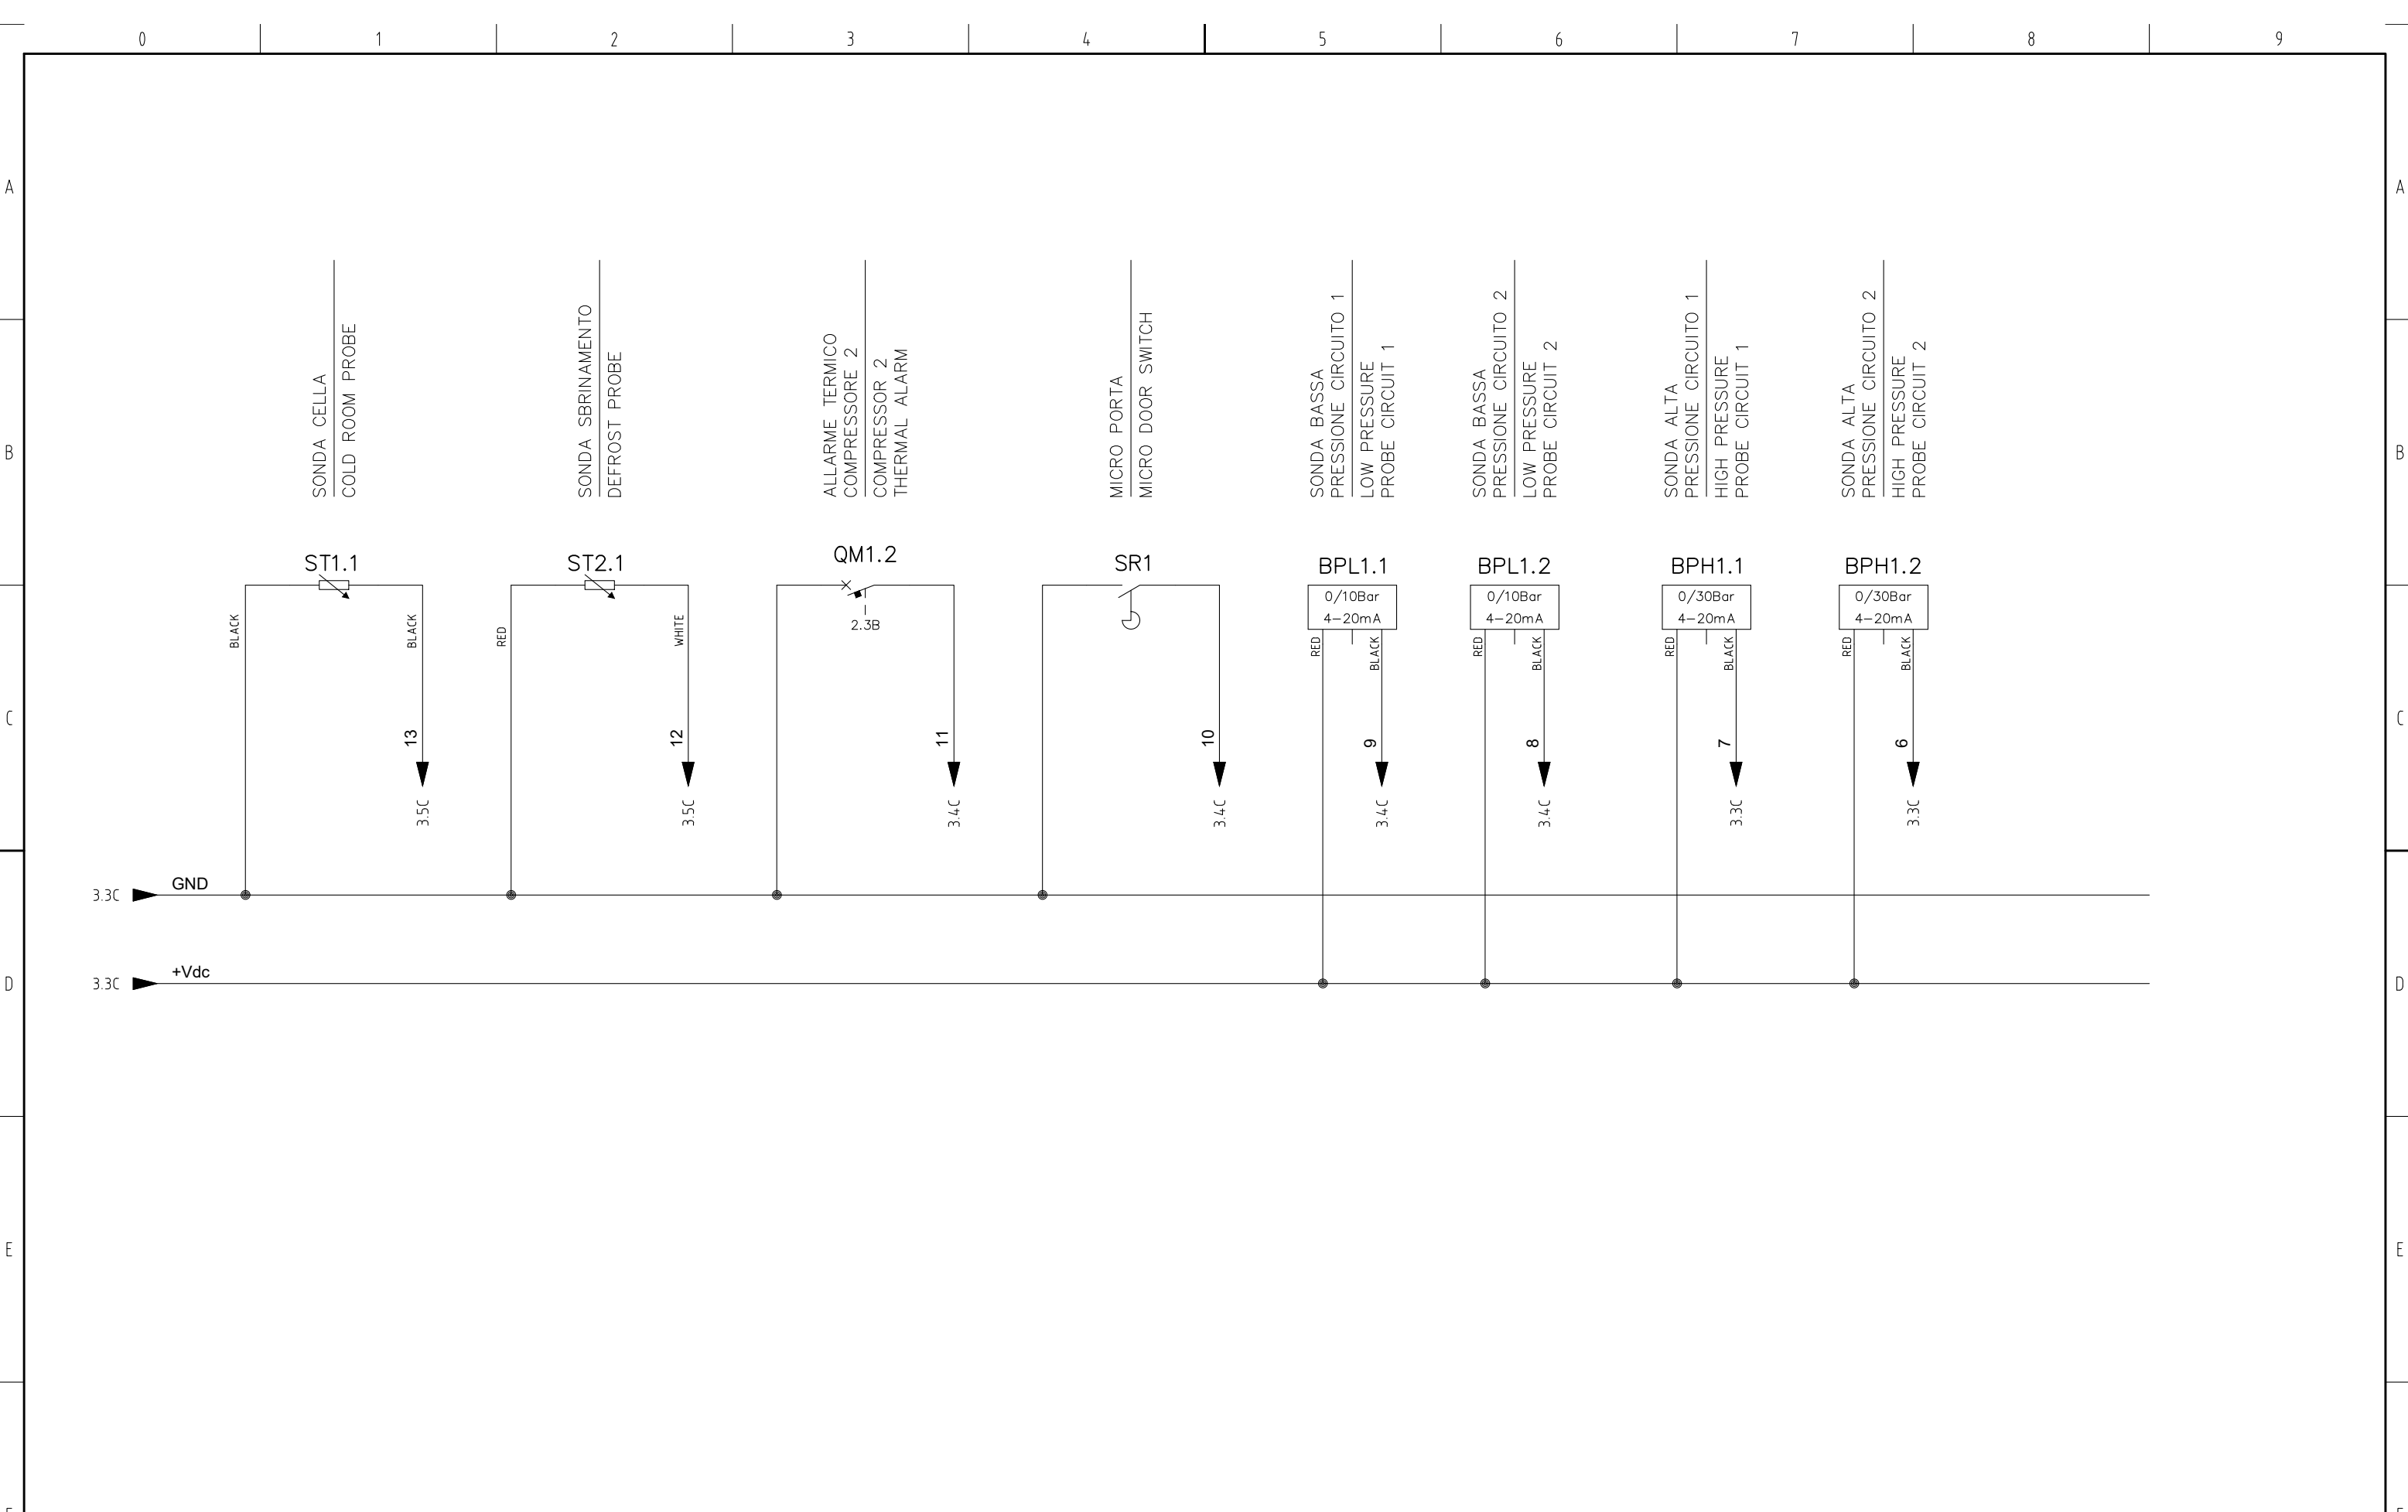 0 1 2 3 4 5 6 7 8 9
A A
SONDA CELLA
COLD ROOM PROBE
SONDA SBRINAMENTO
DEFROST PROBE
ALLARME TERMICO
COMPRESSORE 2
COMPRESSOR 2
THERMAL ALARM
MICRO PORTA
MICRO DOOR SWITCH
SONDA BASSA
PRESSIONE CIRCUITO 1
LOW PRESSURE
PROBE CIRCUIT 1
SONDA BASSA
PRESSIONE CIRCUITO 2
LOW PRESSURE
PROBE CIRCUIT 2
SONDA ALTA
PRESSIONE CIRCUITO 1
HIGH PRESSURE
PROBE CIRCUIT 1
SONDA ALTA
PRESSIONE CIRCUITO 2
HIGH PRESSURE
PROBE CIRCUIT 2
B B
ST1.1 ST2.1 QM1.2 SR1 BPL1.1 BPL1.2 BPH1.1 BPH1.2
0/10Bar 0/10Bar 0/30Bar 0/30Bar
4-20mA 4-20mA 4-20mA 4-20mA
2.3B
BLACK BLACK RED WHITE RED BLACK RED BLACK RED BLACK RED BLACK
C C
13 12 11 10 9 8 7 6
3.5C 3.5C 3.4C 3.4C 3.4C 3.4C 3.3C 3.3C
3.3C GND
3.3C +Vdc
D D
E E